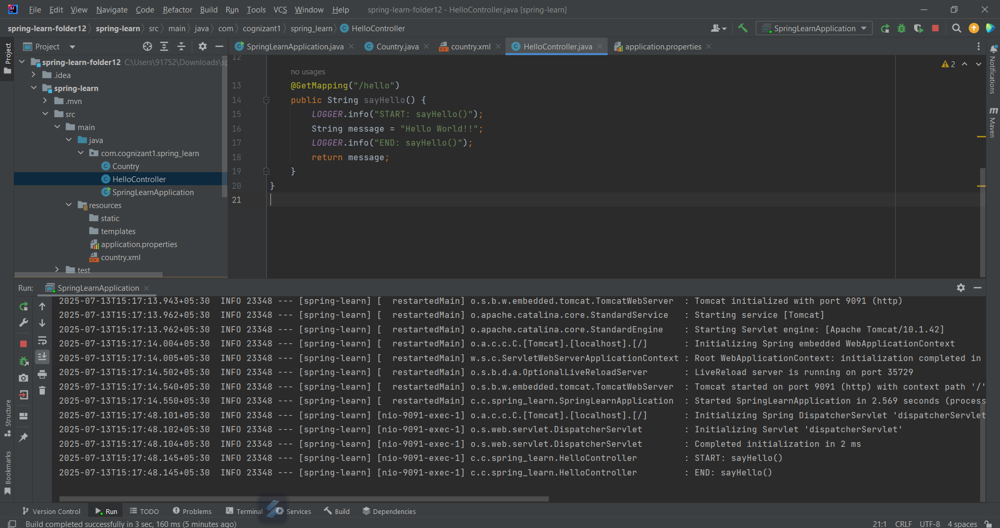 File Edit View Navigate Code Refactor Build Run Tools VCS Window Help spring-learn-folder12 - HelloController.java [spring-learn]
spring-learn-folder12 spring-learn src main java com cognizant1 spring_learn HelloController SpringLearnApplication
Project
Project
SpringLearnApplication.java Country.java country.xml HelloController.java application.properties
spring-learn-folder12 C:\Users\91752\Downloads\sp
.idea
spring-learn
.mvn
src
main
java
com.cognizant1.spring_learn
Country
HelloController
SpringLearnApplication
resources
static
templates
application.properties
country.xml
test
12
no usages
2
13 @GetMapping("/hello")
14 public String sayHello() {
15 LOGGER.info("START: sayHello()");
16 String message = "Hello World!!";
17 LOGGER.info("END: sayHello()");
18 return message;
19 }
20 }
21
Notifications
Maven
Run: SpringLearnApplication
2025-07-13T15:17:13.943+05:30 INFO 23348 --- [spring-learn] [ restartedMain] o.s.b.w.embedded.tomcat.TomcatWebServer : Tomcat initialized with port 9091 (http)
2025-07-13T15:17:13.962+05:30 INFO 23348 --- [spring-learn] [ restartedMain] o.apache.catalina.core.StandardService : Starting service [Tomcat]
2025-07-13T15:17:13.962+05:30 INFO 23348 --- [spring-learn] [ restartedMain] o.apache.catalina.core.StandardEngine : Starting Servlet engine: [Apache Tomcat/10.1.42]
2025-07-13T15:17:14.004+05:30 INFO 23348 --- [spring-learn] [ restartedMain] o.a.c.c.C.[Tomcat].[localhost].[/] : Initializing Spring embedded WebApplicationContext
2025-07-13T15:17:14.005+05:30 INFO 23348 --- [spring-learn] [ restartedMain] w.s.c.ServletWebServerApplicationContext : Root WebApplicationContext: initialization completed in
2025-07-13T15:17:14.502+05:30 INFO 23348 --- [spring-learn] [ restartedMain] o.s.b.d.a.OptionalLiveReloadServer : LiveReload server is running on port 35729
2025-07-13T15:17:14.540+05:30 INFO 23348 --- [spring-learn] [ restartedMain] o.s.b.w.embedded.tomcat.TomcatWebServer : Tomcat started on port 9091 (http) with context path '/'
2025-07-13T15:17:14.550+05:30 INFO 23348 --- [spring-learn] [ restartedMain] c.c.spring_learn.SpringLearnApplication : Started SpringLearnApplication in 2.569 seconds (process
2025-07-13T15:17:48.101+05:30 INFO 23348 --- [spring-learn] [nio-9091-exec-1] o.a.c.c.C.[Tomcat].[localhost].[/] : Initializing Spring DispatcherServlet 'dispatcherServlet
2025-07-13T15:17:48.102+05:30 INFO 23348 --- [spring-learn] [nio-9091-exec-1] o.s.web.servlet.DispatcherServlet : Initializing Servlet 'dispatcherServlet'
2025-07-13T15:17:48.104+05:30 INFO 23348 --- [spring-learn] [nio-9091-exec-1] o.s.web.servlet.DispatcherServlet : Completed initialization in 2 ms
2025-07-13T15:17:48.145+05:30 INFO 23348 --- [spring-learn] [nio-9091-exec-1] c.c.spring_learn.HelloController : START: sayHello()
2025-07-13T15:17:48.145+05:30 INFO 23348 --- [spring-learn] [nio-9091-exec-1] c.c.spring_learn.HelloController : END: sayHello()
Structure
Bookmarks
Version Control Run TODO Problems Terminal Services Build Dependencies
Build completed successfully in 3 sec, 160 ms (5 minutes ago) 21:1 CRLF UTF-8 4 spaces